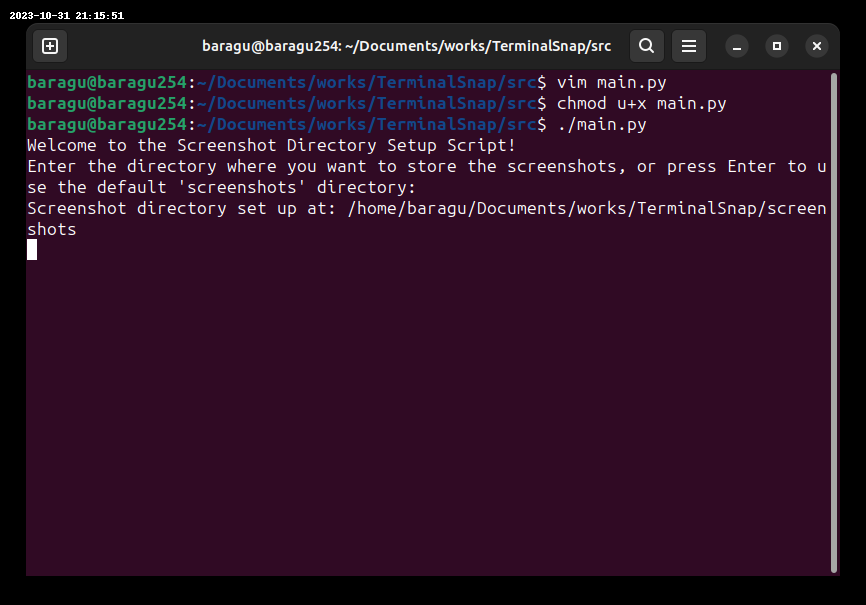 2023-10-31 21:15:51
baragu@baragu254: ~/Documents/works/TerminalSnap/src
baragu@baragu254:~/Documents/works/TerminalSnap/src$ vim main.py
baragu@baragu254:~/Documents/works/TerminalSnap/src$ chmod u+x main.py
baragu@baragu254:~/Documents/works/TerminalSnap/src$ ./main.py
Welcome to the Screenshot Directory Setup Script!
Enter the directory where you want to store the screenshots, or press Enter to u
se the default 'screenshots' directory:
Screenshot directory set up at: /home/baragu/Documents/works/TerminalSnap/screen
shots